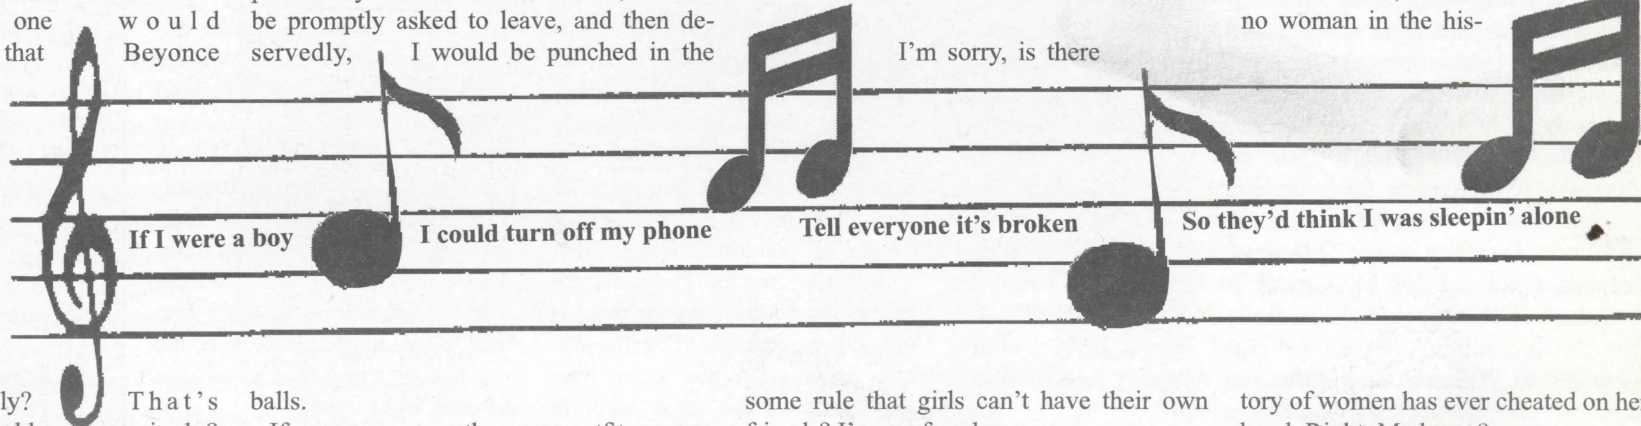 one would
that Beyonce
be promptly asked to leave, and then de-
servedly, I would be punched in the
I'm sorry, is there
no woman in the his-
If I were a boy
I could turn off my phone
Tell everyone it's broken
So they'd think I was sleepin' alone
ly? That's
balls.
some rule that girls can't have their own
tory of women has ever cheated on her